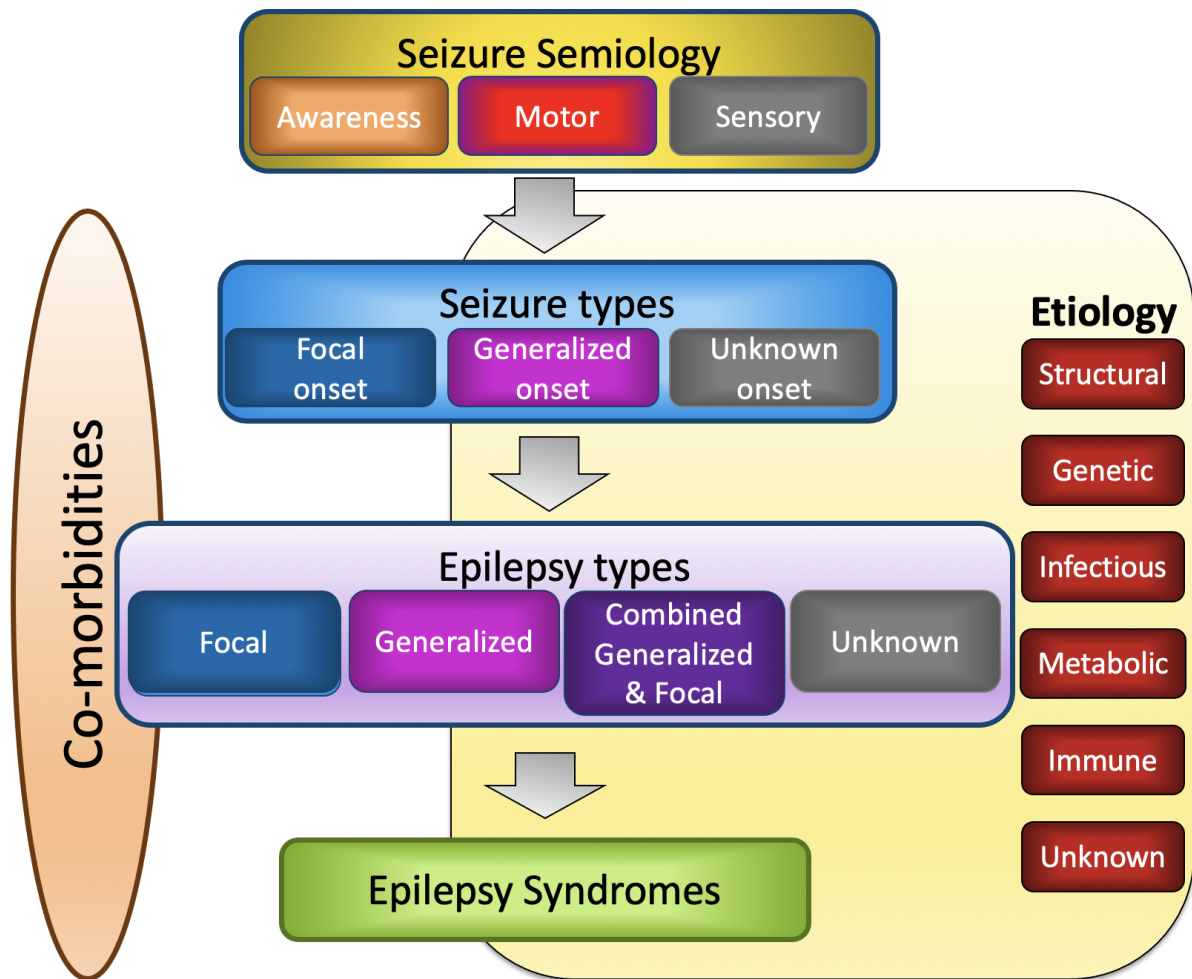 Seizure Semiology
Awareness
Motor
Sensory
Seizure types
Focal
onset
Generalized
onset
Unknown
onset
Epilepsy types
Focal
Generalized
Combined
Generalized
& Focal
Unknown
Epilepsy Syndromes
Co-morbidities
Etiology
Structural
Genetic
Infectious
Metabolic
Immune
Unknown